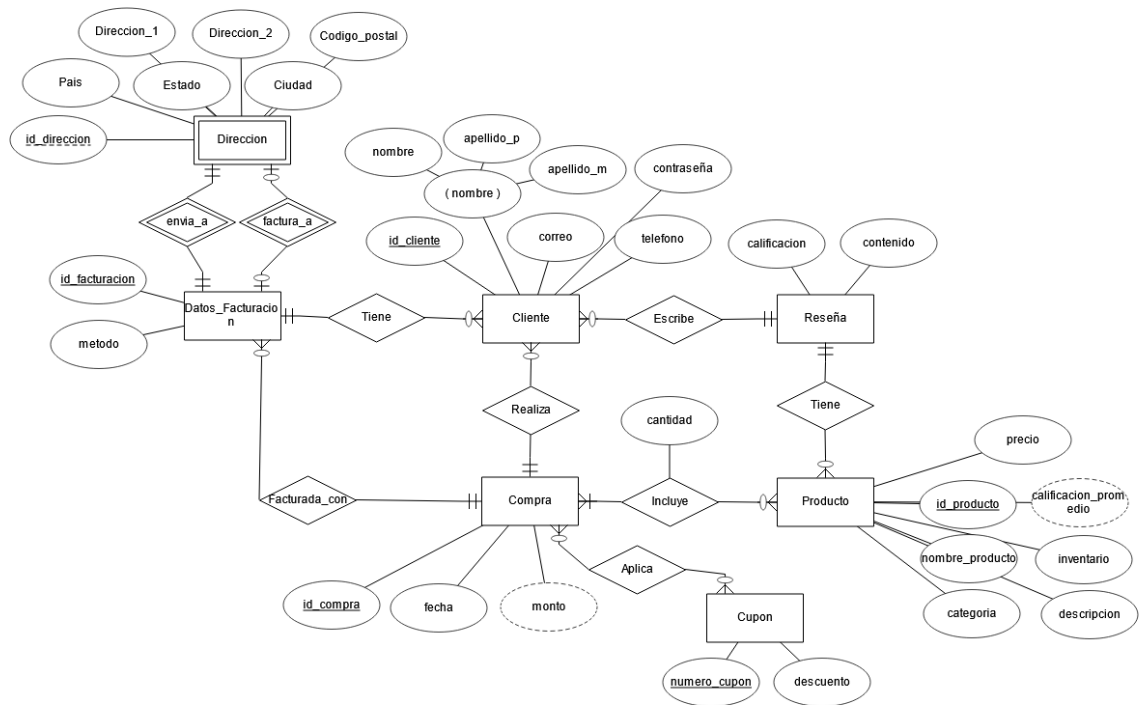 Direccion_1
Direccion_2
Codigo_postal
Pais
Estado
Ciudad
id_direccion
Direccion
envia_a
factura_a
nombre
apellido_p
apellido_m
( nombre )
contraseña
id_cliente
correo
telefono
calificacion
contenido
id_facturacion
metodo
Datos_Facturacio
n
Tiene
Cliente
Escribe
Reseña
Realiza
Tiene
cantidad
precio
Facturada_con
Compra
Incluye
Producto
id_producto
calificacion_prom
edio
nombre_producto
inventario
Aplica
id_compra
fecha
monto
categoria
descripcion
Cupon
numero_cupon
descuento